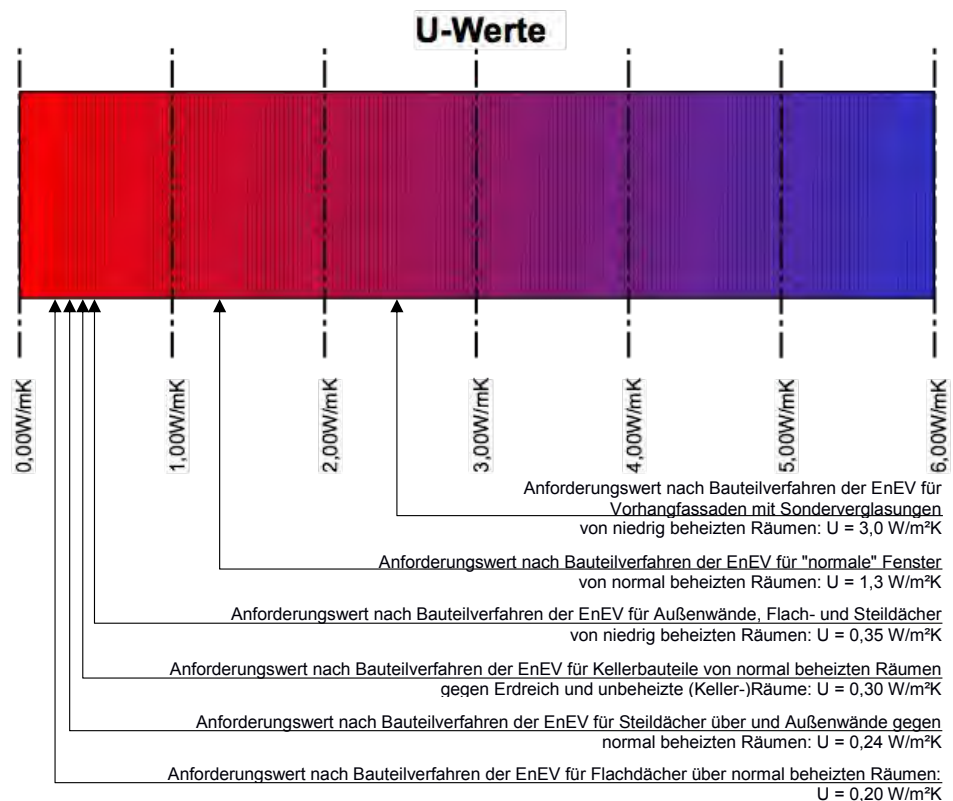 U-Werte
0,00W/mK
1,00W/mK
2,00W/mK
3,00W/mK
4,00W/mK
5,00W/mK
6,00W/mK
Anforderungswert nach Bauteilverfahren der EnEV für
Vorhangfassaden mit Sonderverglasungen
von niedrig beheizten Räumen: U = 3,0 W/m²K
Anforderungswert nach Bauteilverfahren der EnEV für "normale" Fenster
von normal beheizten Räumen: U = 1,3 W/m²K
Anforderungswert nach Bauteilverfahren der EnEV für Außenwände, Flach- und Steildächer
von niedrig beheizten Räumen: U = 0,35 W/m²K
Anforderungswert nach Bauteilverfahren der EnEV für Kellerbauteile von normal beheizten Räumen
gegen Erdreich und unbeheizte (Keller-)Räume: U = 0,30 W/m²K
Anforderungswert nach Bauteilverfahren der EnEV für Steildächer über und Außenwände gegen
normal beheizten Räumen: U = 0,24 W/m²K
Anforderungswert nach Bauteilverfahren der EnEV für Flachdächer über normal beheizten Räumen:
U = 0,20 W/m²K